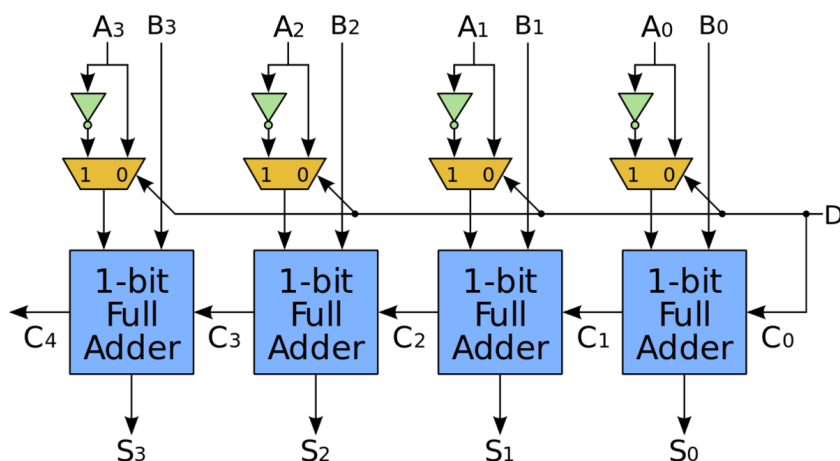 A3 B3 A2 B2 A1 B1 A0 B0
1 0 1 0 1 0 1 0
D
1-bit Full Adder
1-bit Full Adder
1-bit Full Adder
1-bit Full Adder
C4 C3 C2 C1 C0
S3 S2 S1 S0